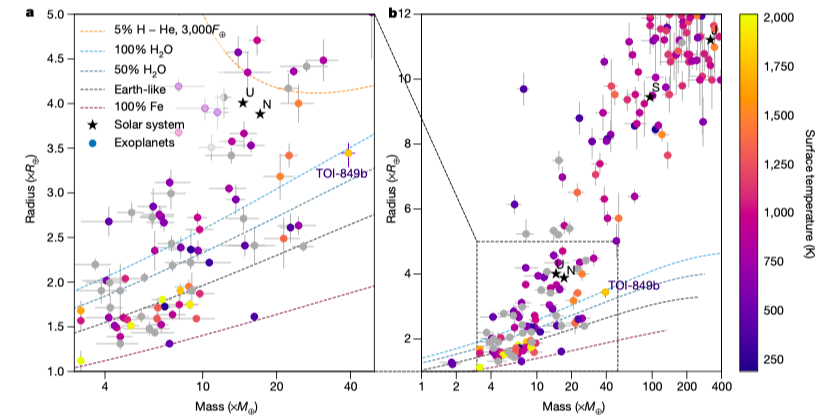 a
5.0
4.5
4.0
3.5
3.0
2.5
2.0
1.5
1.0
Radius (×R⊕)
4
10
20
40
Mass (×M⊕)
5% H – He, 3,000F⊕
100% H₂O
50% H₂O
Earth-like
100% Fe
Solar system
Exoplanets
U
N
TOI-849b
b
12
10
8
6
4
2
Radius (×R⊕)
1
2
4
10
20
40
100
200
400
Mass (×M⊕)
J
S
U
N
TOI-849b
2,000
1,750
1,500
1,250
1,000
750
500
250
Surface temperature (K)